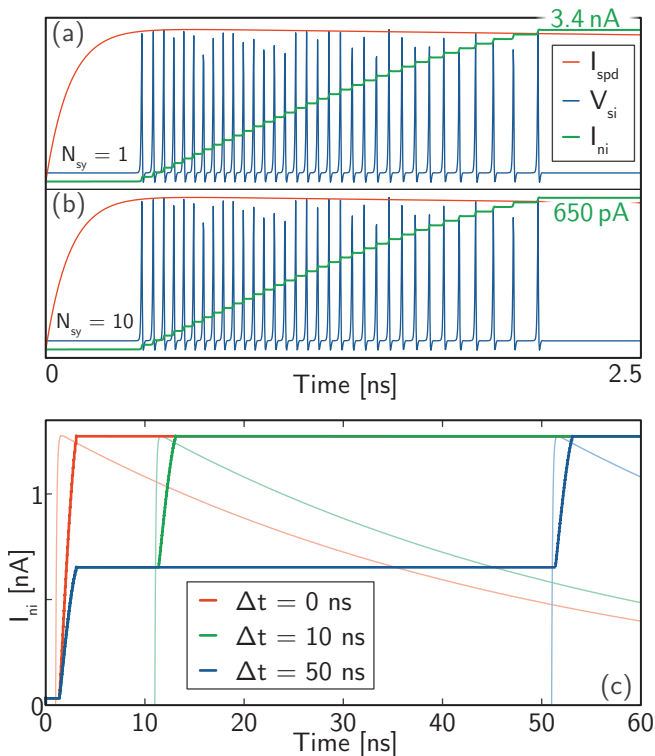 (a)
3.4 nA
I_spd
V_si
I_ni
N_sy = 1
(b)
650 pA
N_sy = 10
0
Time [ns]
2.5
I_ni [nA]
1
0
Δt = 0 ns
Δt = 10 ns
Δt = 50 ns
(c)
0 10 20 30 40 50 60
Time [ns]